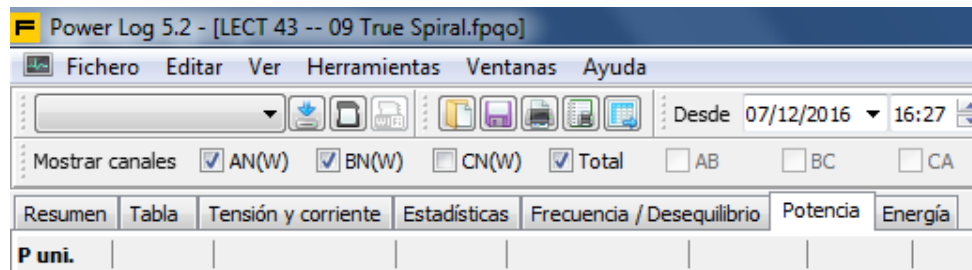 Power Log 5.2 - [LECT 43 -- 09 True Spiral.fpqo]
Fichero Editar Ver Herramientas Ventanas Ayuda
Desde 07/12/2016 16:27
Mostrar canales AN(W) BN(W) CN(W) Total AB BC CA
Resumen Tabla Tensión y corriente Estadísticas Frecuencia / Desequilibrio Potencia Energía
P uni.